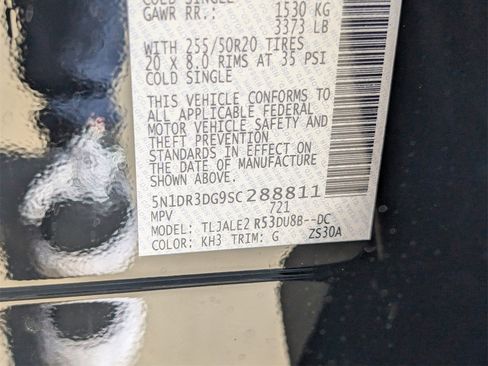 COLD SINGLE
GAWR RR.: 1530 KG
3373 LB
WITH 255/50R20 TIRES
20 x 8.0 RIMS AT 35 PSI
COLD SINGLE
THIS VEHICLE CONFORMS TO
ALL APPLICABLE FEDERAL
MOTOR VEHICLE SAFETY AND
THEFT PREVENTION
STANDARDS IN EFFECT ON
THE DATE OF MANUFACTURE
SHOWN ABOVE.
5N1DR3DG9SC288811
MPV 721
MODEL: TLJALE2 R53DU8B--DC
COLOR: KH3 TRIM: G ZS30A